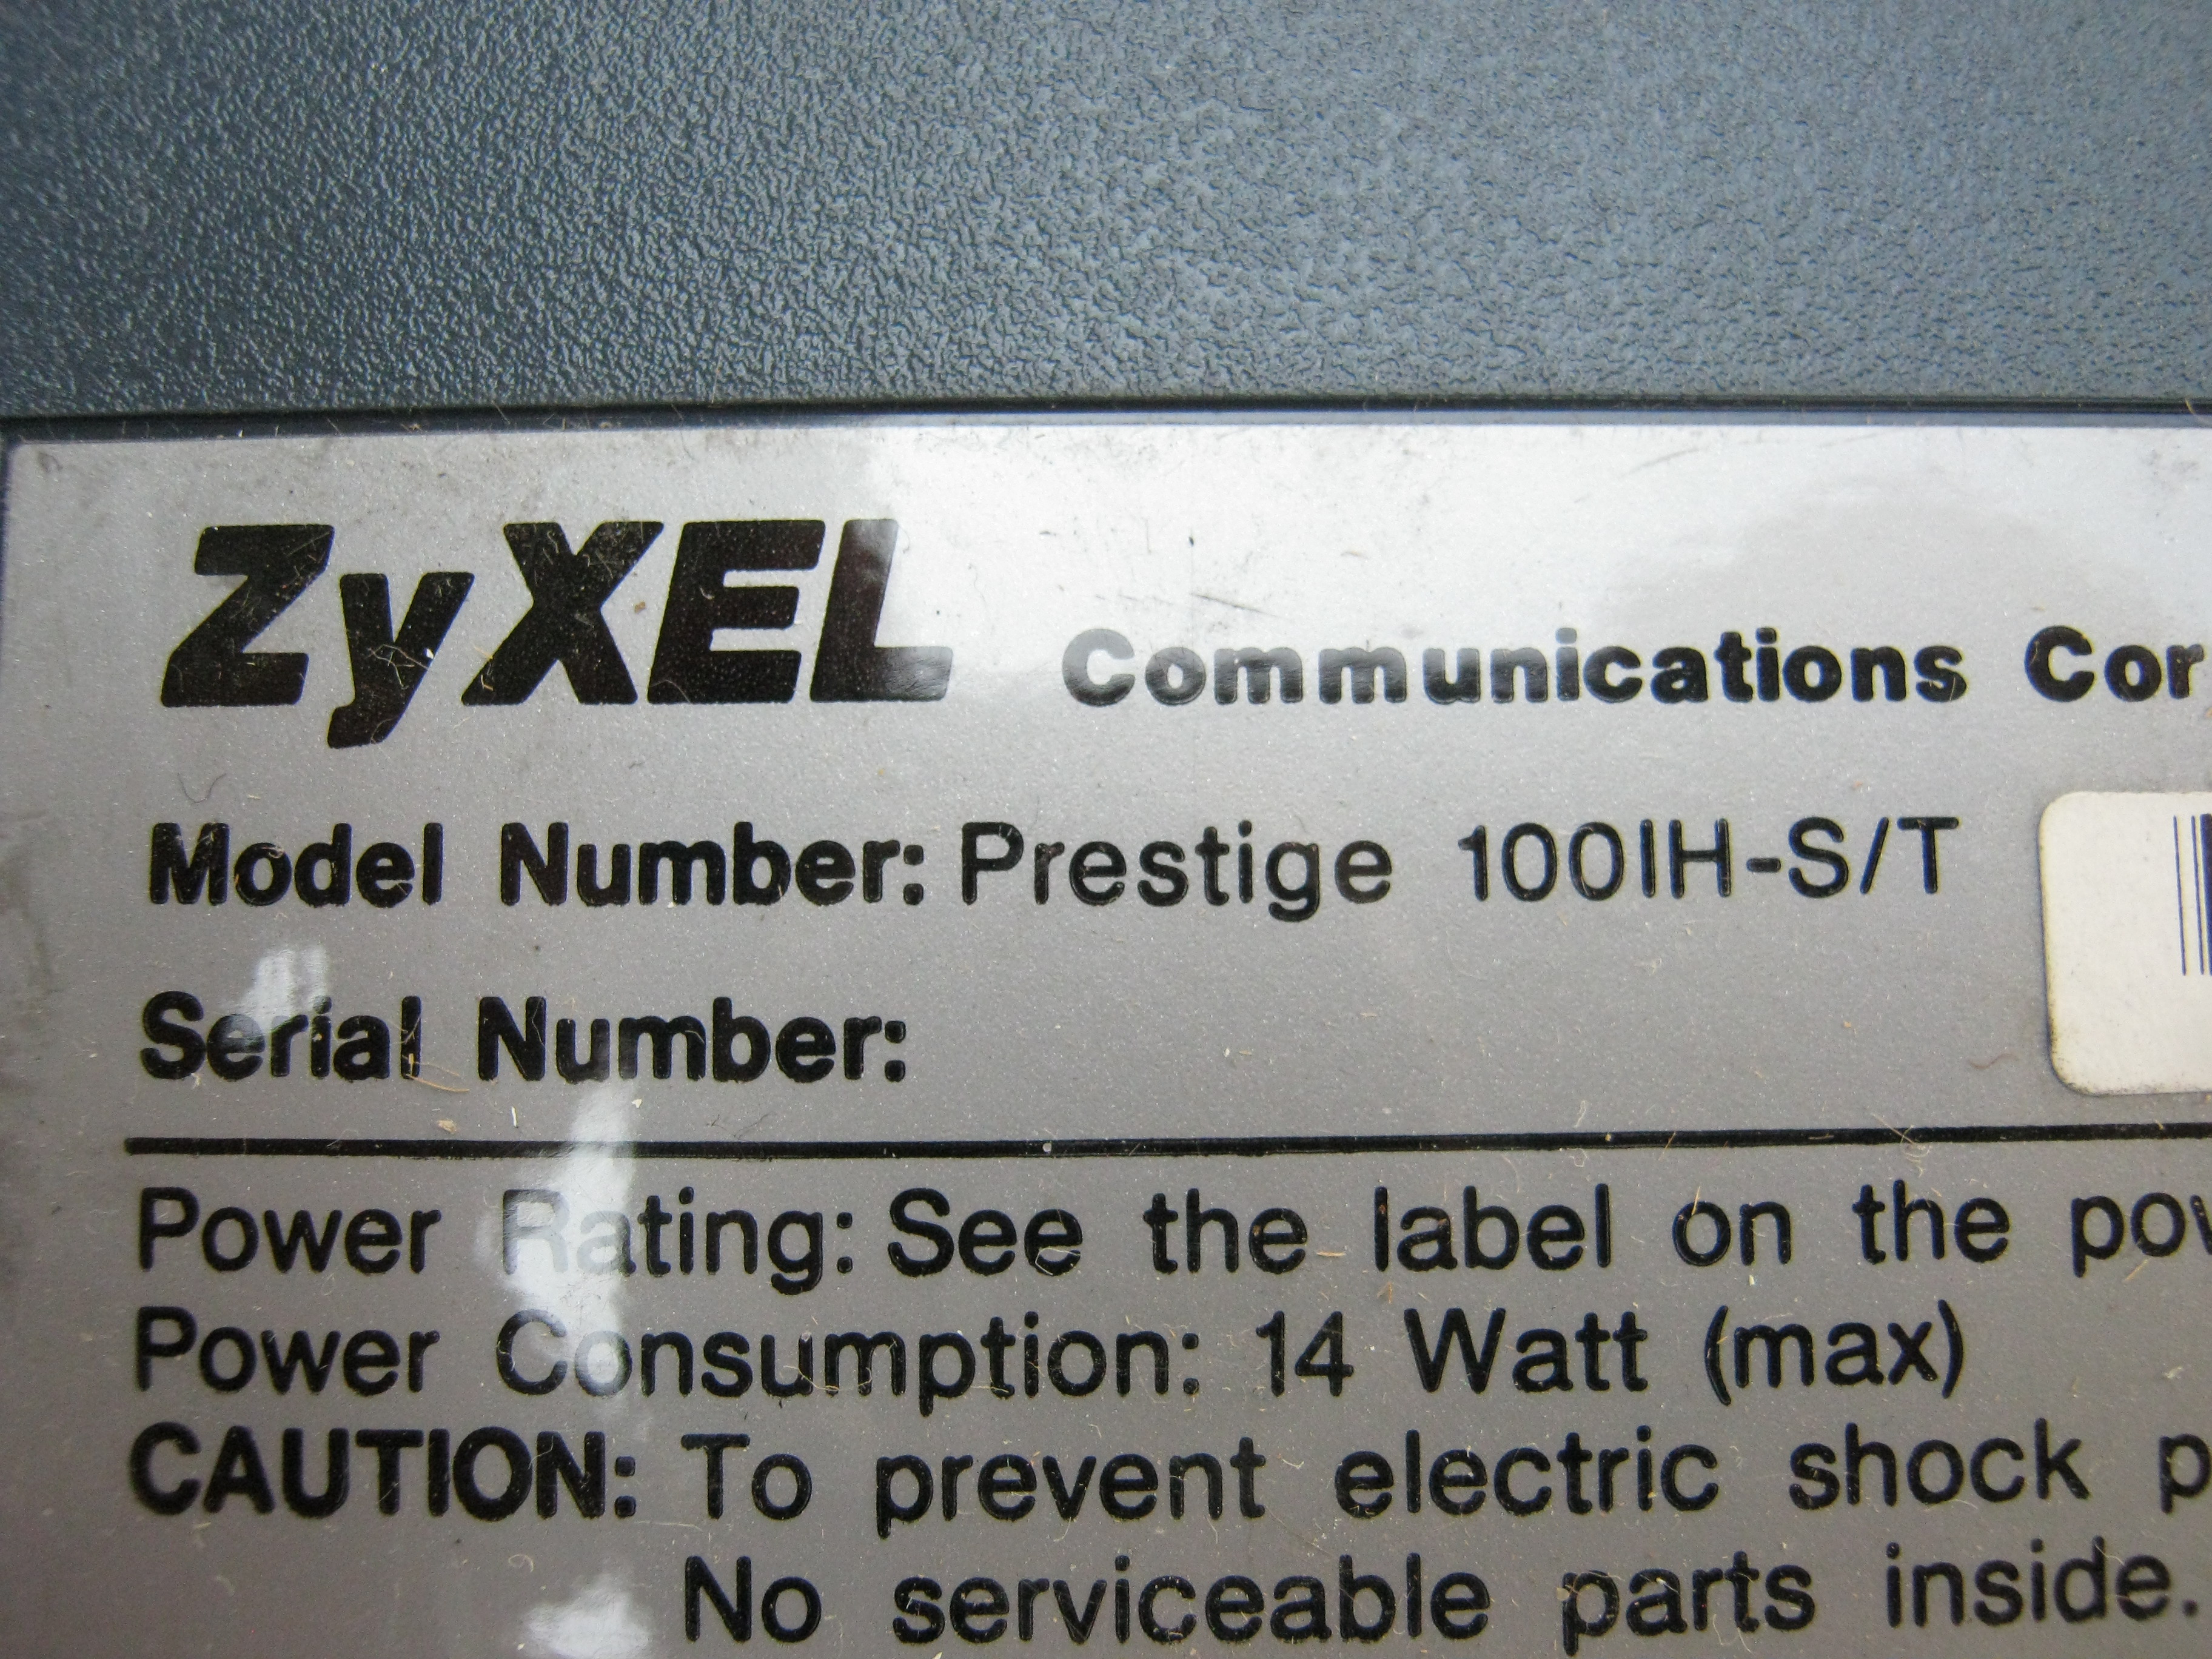 ZyXEL Communications Cor
Model Number: Prestige 100IH-S/T
Serial Number:
Power Rating: See the label on the pow
Power Consumption: 14 Watt (max)
CAUTION: To prevent electric shock p
No serviceable parts inside.